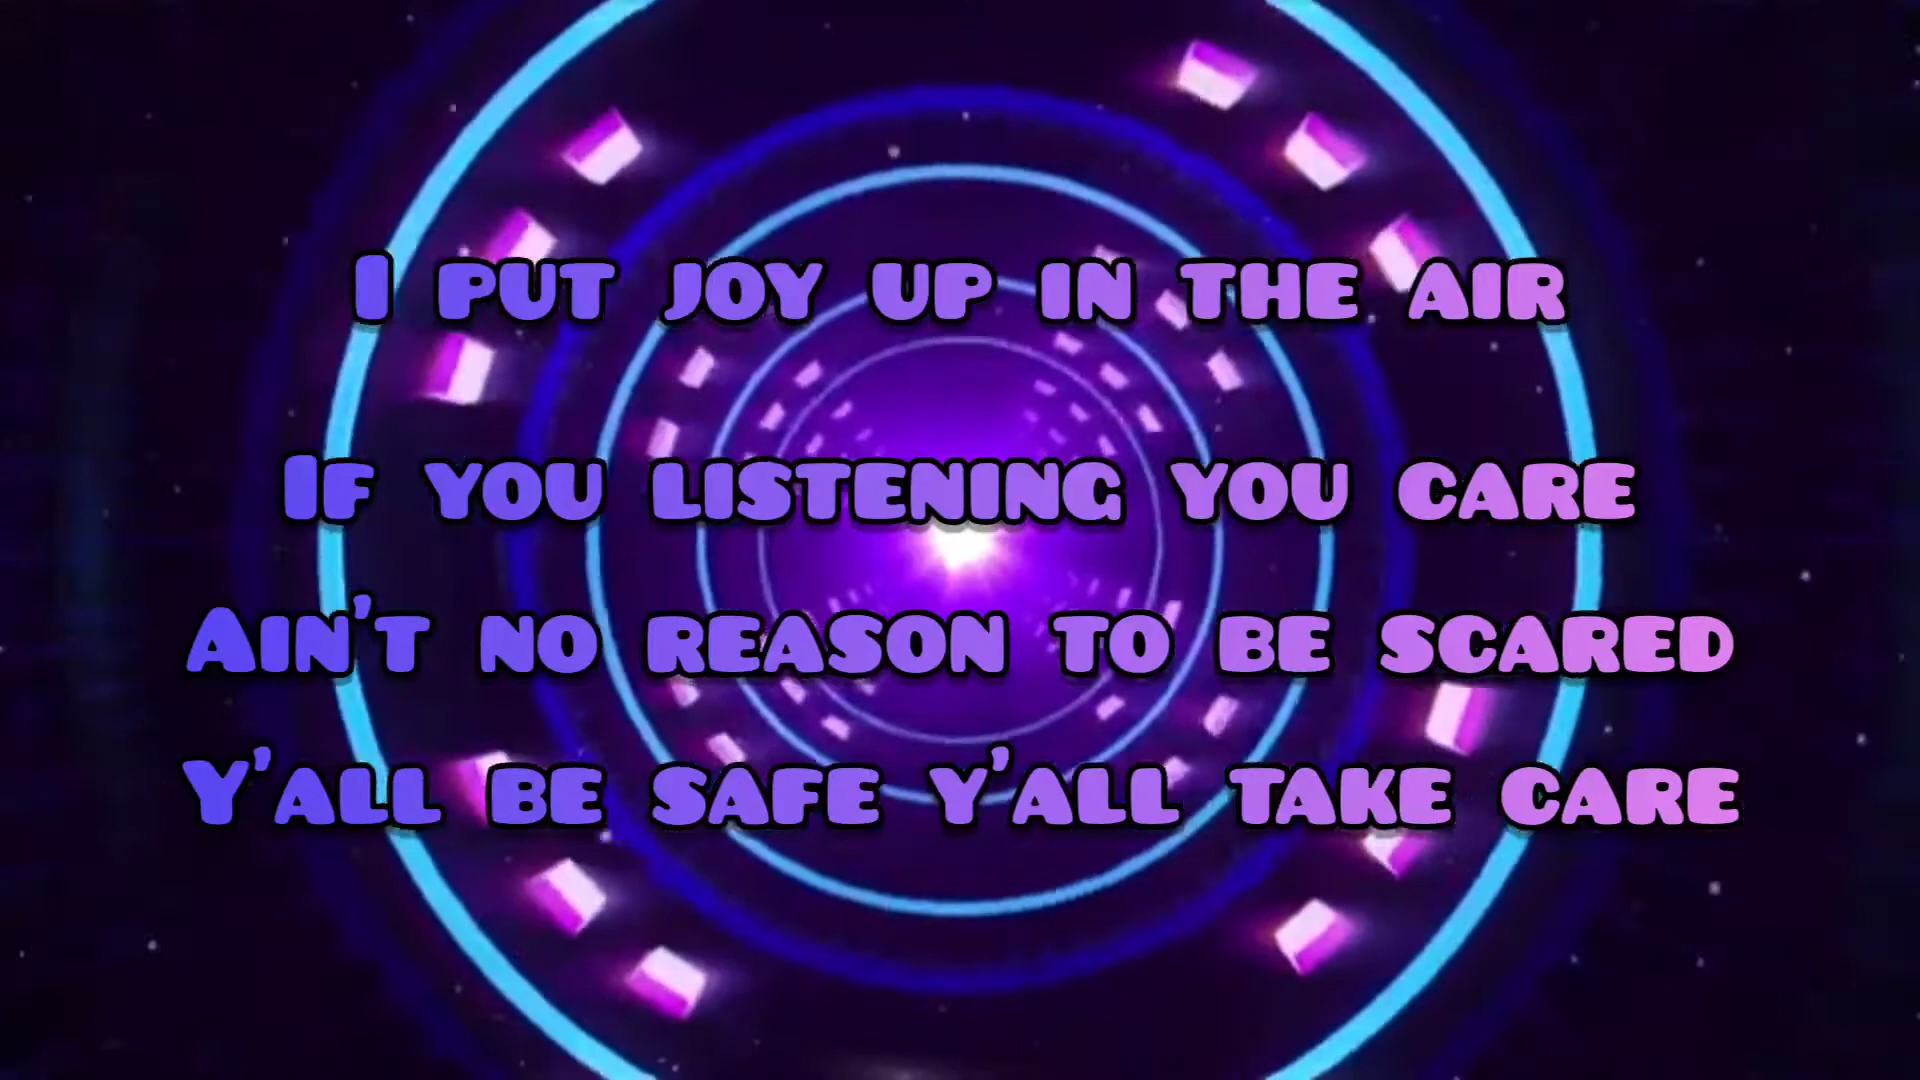 I put joy up in the air
If you listening you care
Ain't no reason to be scared
Y'all be safe y'all take care